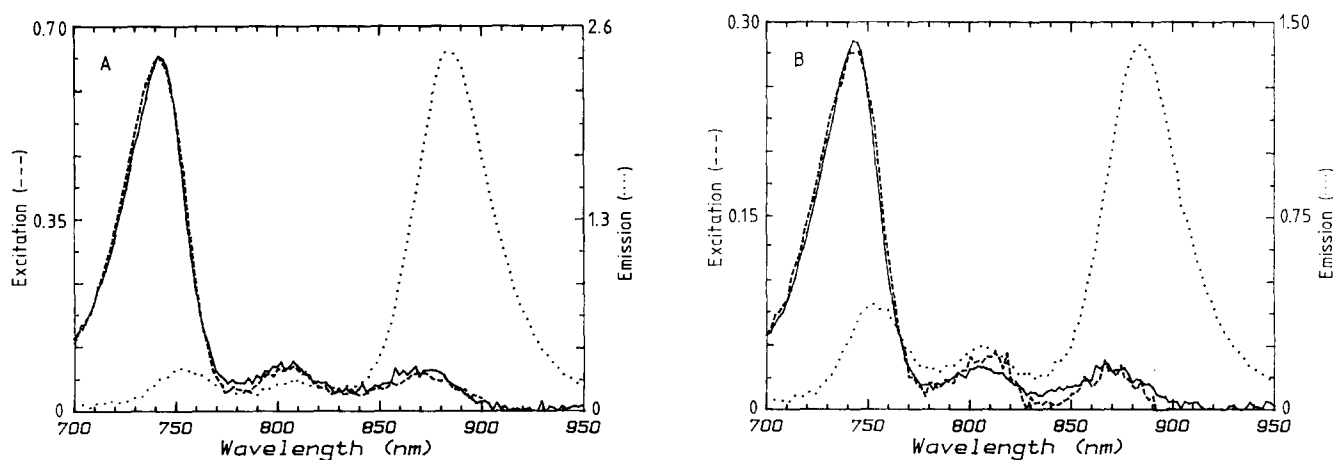 A
Excitation (---)
0.70
0.35
0
Emission (···)
2.6
1.3
0
700 750 800 850 900 950
Wavelength (nm)
B
Excitation (---)
0.30
0.15
0
Emission (····)
1.50
0.75
0
700 750 800 850 900 950
Wavelength (nm)